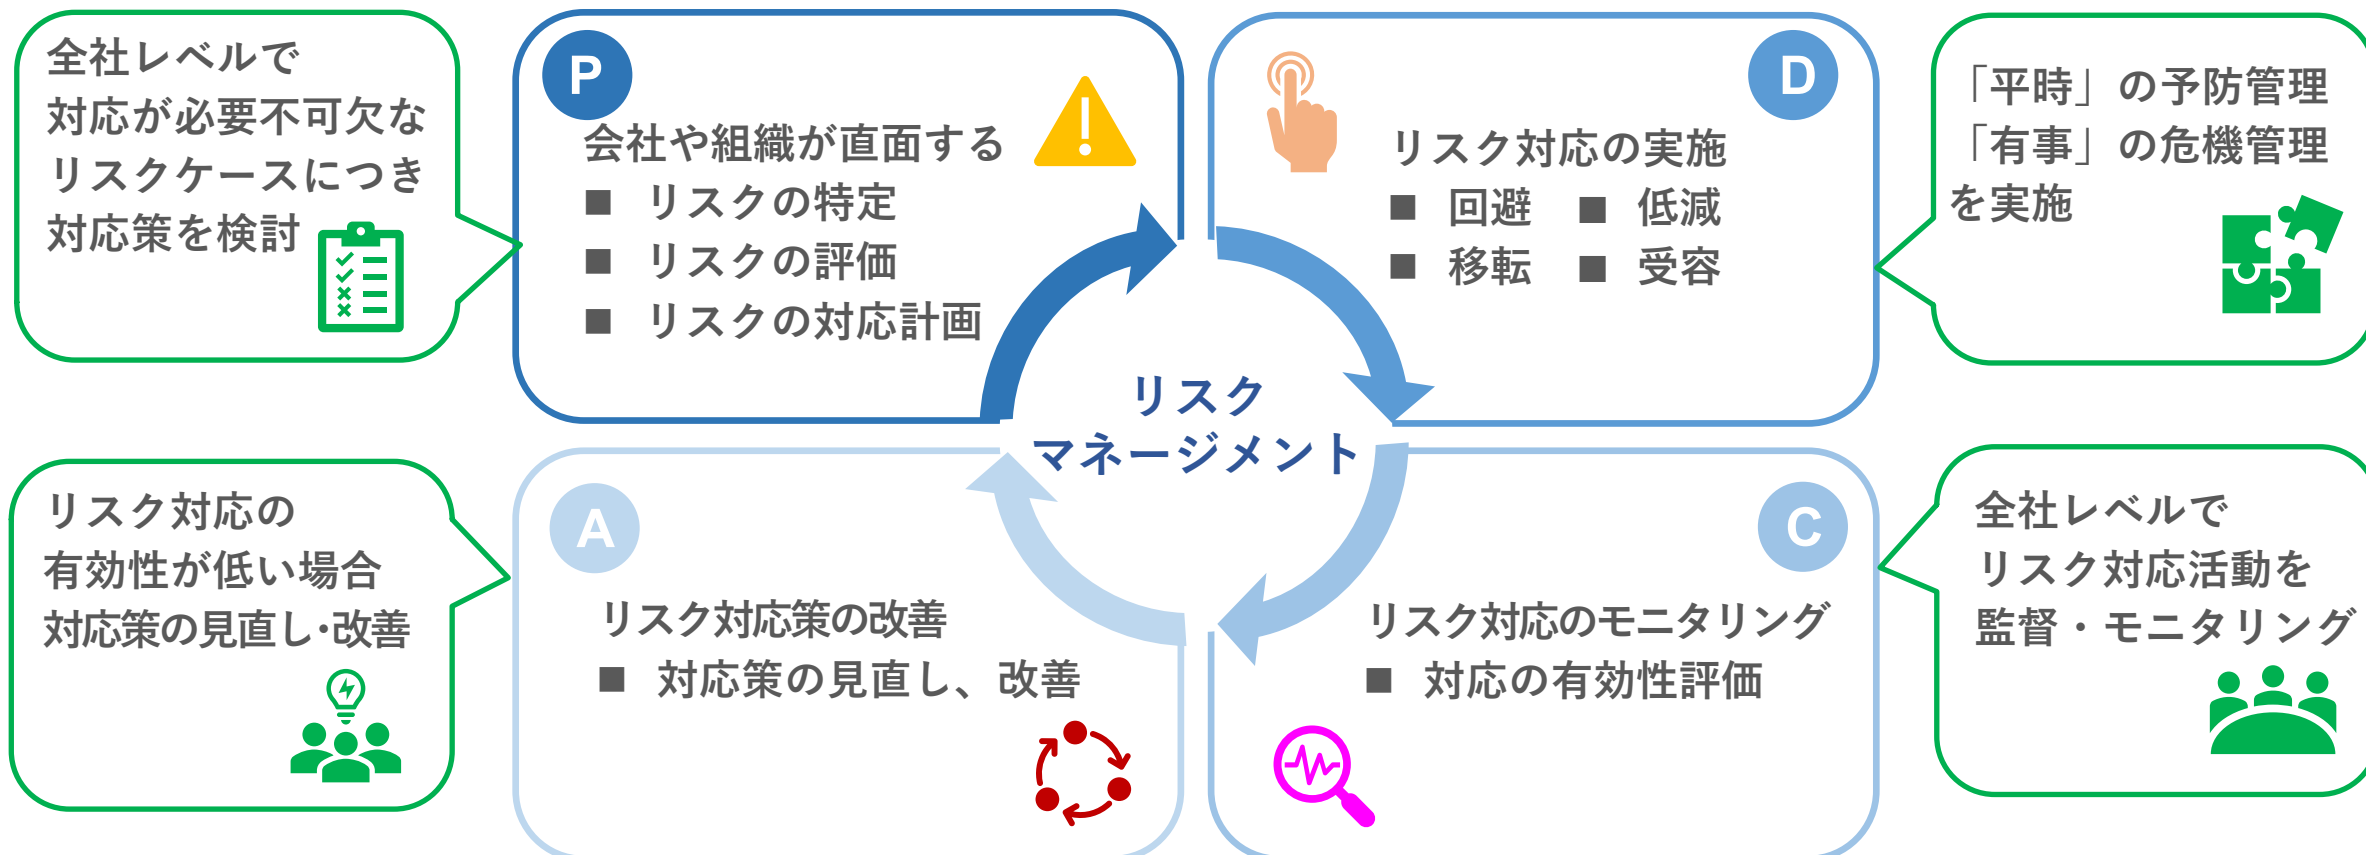 全社レベルで
対応が必要不可欠な
リスクケースにつき
対応策を検討
P
会社や組織が直面する
■ リスクの特定
■ リスクの評価
■ リスクの対応計画
D
リスク対応の実施
■ 回避 ■ 低減
■ 移転 ■ 受容
「平時」の予防管理
「有事」の危機管理
を実施
リスク
マネージメント
リスク対応の
有効性が低い場合
対応策の見直し・改善
A
リスク対応策の改善
■ 対応策の見直し、改善
C
リスク対応のモニタリング
■ 対応の有効性評価
全社レベルで
リスク対応活動を
監督・モニタリング